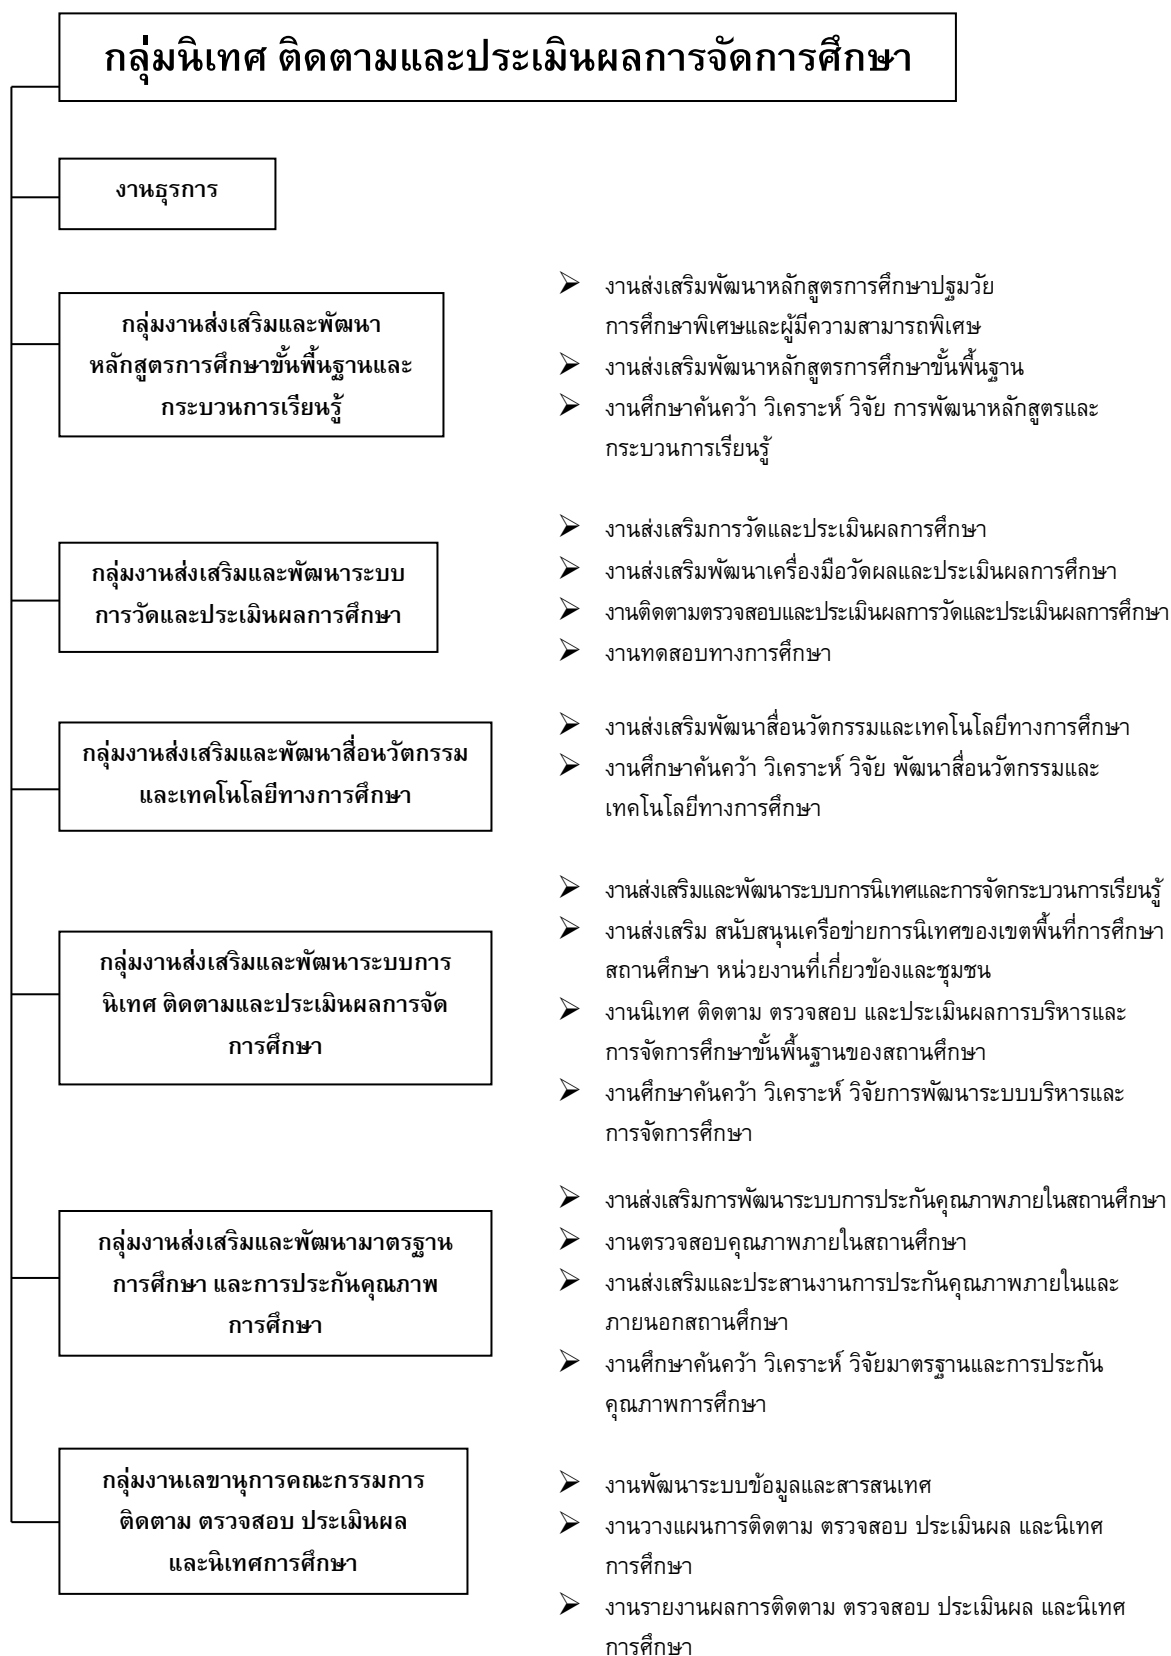 กลุ่มนิเทศ ติดตามและประเมินผลการจัดการศึกษา
งานธุรการ
กลุ่มงานส่งเสริมและพัฒนา
หลักสูตรการศึกษาขั้นพื้นฐานและ
กระบวนการเรียนรู้
งานส่งเสริมพัฒนาหลักสูตรการศึกษาปฐมวัย
การศึกษาพิเศษและผู้มีความสามารถพิเศษ
งานส่งเสริมพัฒนาหลักสูตรการศึกษาขั้นพื้นฐาน
งานศึกษาค้นคว้า วิเคราะห์ วิจัย การพัฒนาหลักสูตรและ
กระบวนการเรียนรู้
กลุ่มงานส่งเสริมและพัฒนาระบบ
การวัดและประเมินผลการศึกษา
งานส่งเสริมการวัดและประเมินผลการศึกษา
งานส่งเสริมพัฒนาเครื่องมือวัดผลและประเมินผลการศึกษา
งานติดตามตรวจสอบและประเมินผลการวัดและประเมินผลการศึกษา
งานทดสอบทางการศึกษา
กลุ่มงานส่งเสริมและพัฒนาสื่อนวัตกรรม
และเทคโนโลยีทางการศึกษา
งานส่งเสริมพัฒนาสื่อนวัตกรรมและเทคโนโลยีทางการศึกษา
งานศึกษาค้นคว้า วิเคราะห์ วิจัย พัฒนาสื่อนวัตกรรมและ
เทคโนโลยีทางการศึกษา
กลุ่มงานส่งเสริมและพัฒนาระบบการ
นิเทศ ติดตามและประเมินผลการจัด
การศึกษา
งานส่งเสริมและพัฒนาระบบการนิเทศและการจัดกระบวนการเรียนรู้
งานส่งเสริม สนับสนุนเครือข่ายการนิเทศของเขตพื้นที่การศึกษา
สถานศึกษา หน่วยงานที่เกี่ยวข้องและชุมชน
งานนิเทศ ติดตาม ตรวจสอบ และประเมินผลการบริหารและ
การจัดการศึกษาขั้นพื้นฐานของสถานศึกษา
งานศึกษาค้นคว้า วิเคราะห์ วิจัยการพัฒนาระบบบริหารและ
การจัดการศึกษา
กลุ่มงานส่งเสริมและพัฒนามาตรฐาน
การศึกษา และการประกันคุณภาพ
การศึกษา
งานส่งเสริมการพัฒนาระบบการประกันคุณภาพภายในสถานศึกษา
งานตรวจสอบคุณภาพภายในสถานศึกษา
งานส่งเสริมและประสานงานการประกันคุณภาพภายในและ
ภายนอกสถานศึกษา
งานศึกษาค้นคว้า วิเคราะห์ วิจัยมาตรฐานและการประกัน
คุณภาพการศึกษา
กลุ่มงานเลขานุการคณะกรรมการ
ติดตาม ตรวจสอบ ประเมินผล
และนิเทศการศึกษา
งานพัฒนาระบบข้อมูลและสารสนเทศ
งานวางแผนการติดตาม ตรวจสอบ ประเมินผล และนิเทศ
การศึกษา
งานรายงานผลการติดตาม ตรวจสอบ ประเมินผล และนิเทศ
การศึกษา